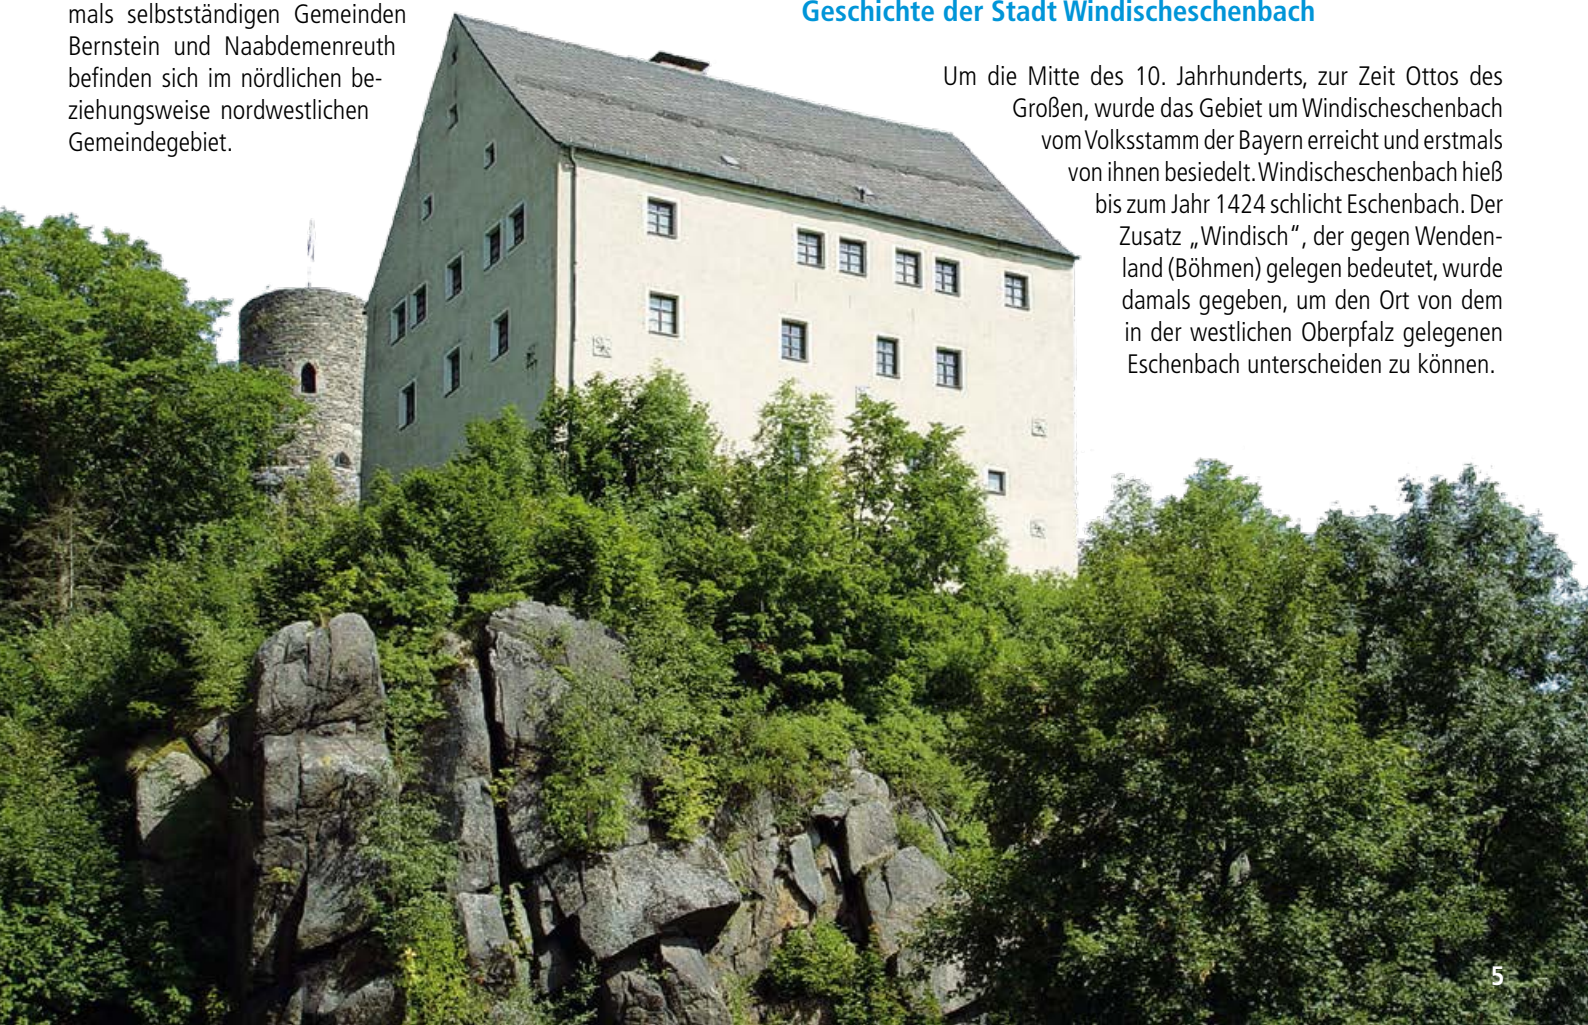 mals selbstständigen Gemeinden
Bernstein und Naabdemenreuth
befinden sich im nördlichen be-
ziehungsweise nordwestlichen
Gemeindegebiet.
Geschichte der Stadt Windischeschenbach
Um die Mitte des 10. Jahrhunderts, zur Zeit Ottos des
Großen, wurde das Gebiet um Windischeschenbach
vom Volksstamm der Bayern erreicht und erstmals
von ihnen besiedelt. Windischeschenbach hieß
bis zum Jahr 1424 schlicht Eschenbach. Der
Zusatz „Windisch“, der gegen Wenden-
land (Böhmen) gelegen bedeutet, wurde
damals gegeben, um den Ort von dem
in der westlichen Oberpfalz gelegenen
Eschenbach unterscheiden zu können.
5